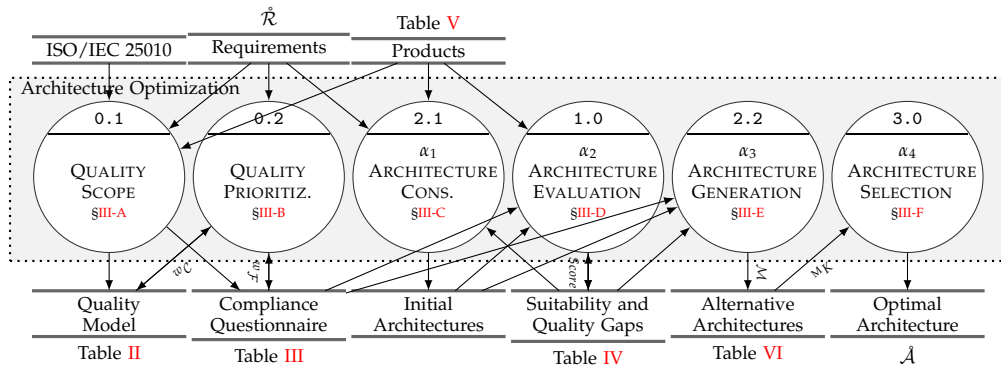 R̊ Table V
ISO/IEC 25010 Requirements Products
Architecture Optimization
0.1 0.2 2.1 1.0 2.2 3.0
α1 α2 α3 α4
QUALITY QUALITY ARCHITECTURE ARCHITECTURE ARCHITECTURE ARCHITECTURE
SCOPE PRIORITIZ. CONS. EVALUATION GENERATION SELECTION
§III-A §III-B §III-C §III-D §III-E §III-F
w𝒞 wℱ Score ℳ wK
Quality Compliance Initial Suitability and Alternative Optimal
Model Questionnaire Architectures Quality Gaps Architectures Architecture
Table II Table III Table IV Table VI Å